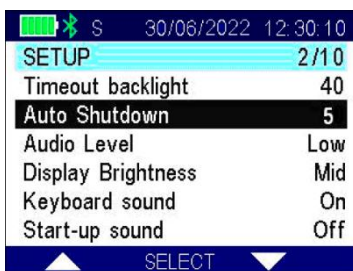 S 30/06/2022 12:30:10
SETUP 2/10
Timeout backlight 40
Auto Shutdown 5
Audio Level Low
Display Brightness Mid
Keyboard sound On
Start-up sound Off
SELECT